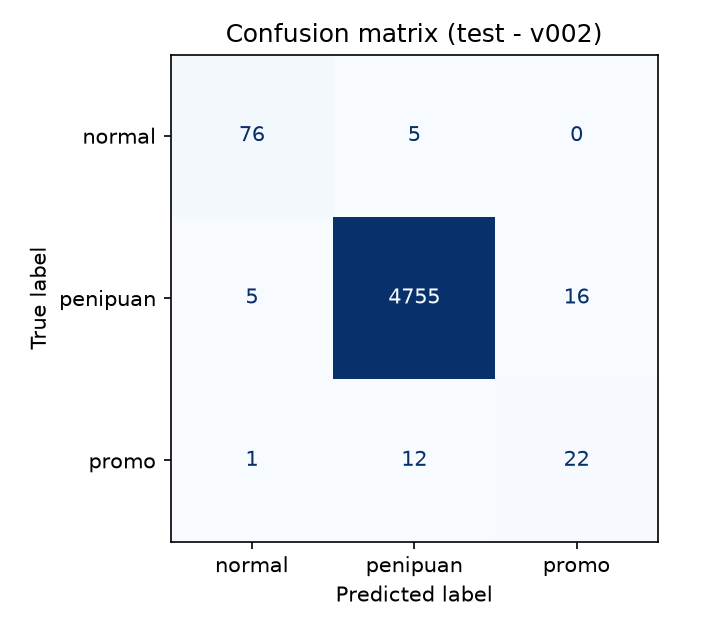 Confusion matrix (test - v002)
True label
normal 76 5 0
penipuan 5 4755 16
promo 1 12 22
normal penipuan promo
Predicted label